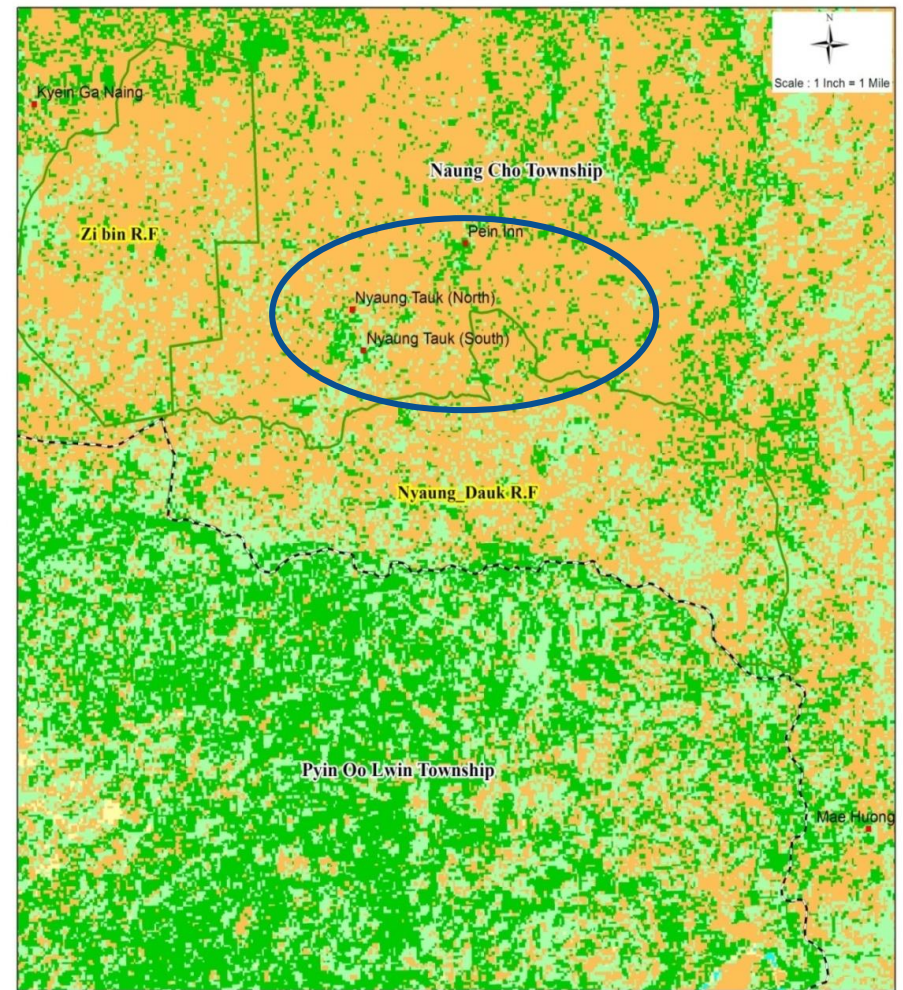 N
Scale : 1 Inch = 1 Mile
Kyein Ga Naing
Naung Cho Township
Zi bin R.F
Pein Inn
Nyaung Tauk (North)
Nyaung Tauk (South)
Nyaung_Dauk R.F
Pyin Oo Lwin Township
Mae Huong